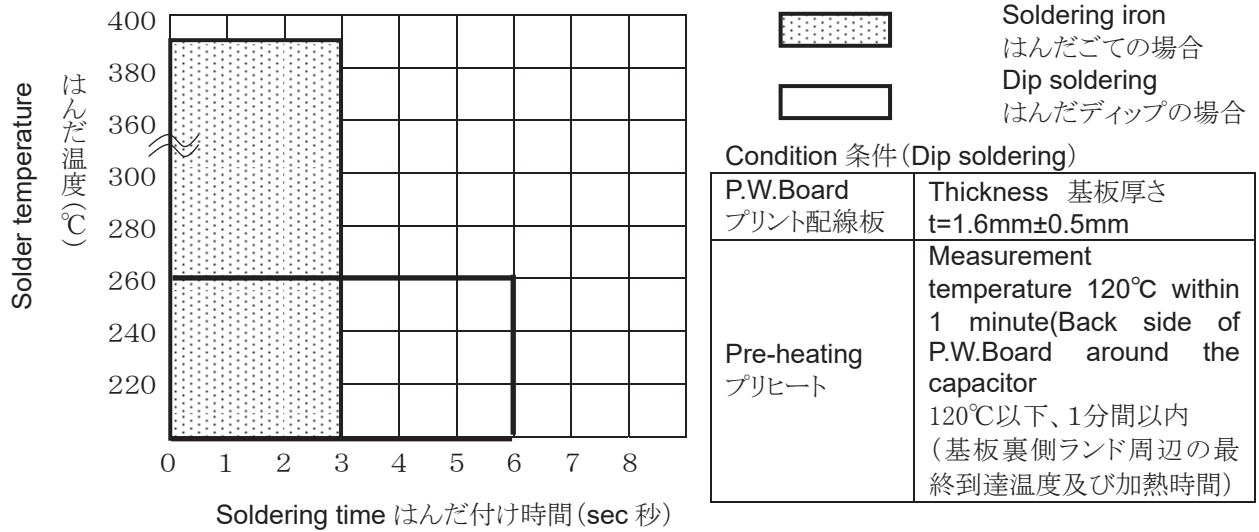 Solder temperature
はんだ温度(℃)
400
380
360
300
280
260
240
220
0 1 2 3 4 5 6 7 8
Soldering time はんだ付け時間(sec 秒)
Soldering iron
はんだごての場合
Dip soldering
はんだディップの場合
Condition 条件(Dip soldering)
P.W.Board
プリント配線板
Thickness 基板厚さ
t=1.6mm±0.5mm
Pre-heating
プリヒート
Measurement
temperature 120℃ within
1 minute(Back side of
P.W.Board around the
capacitor
120℃以下、1分間以内
(基板裏側ランド周辺の最
終到達温度及び加熱時間)